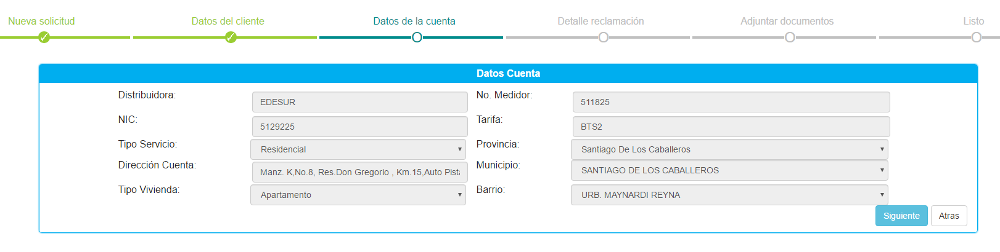 Nueva solicitud
Datos del cliente
Datos de la cuenta
Detalle reclamación
Adjuntar documentos
Listo
Datos Cuenta
Distribuidora: EDESUR No. Medidor: 511825
NIC: 5129225 Tarifa: BTS2
Tipo Servicio: Residencial Provincia: Santiago De Los Caballeros
Dirección Cuenta: Manz. K,No.8, Res.Don Gregorio , Km.15,Auto Pista Municipio: SANTIAGO DE LOS CABALLEROS
Tipo Vivienda: Apartamento Barrio: URB. MAYNARDI REYNA
Siguiente Atras